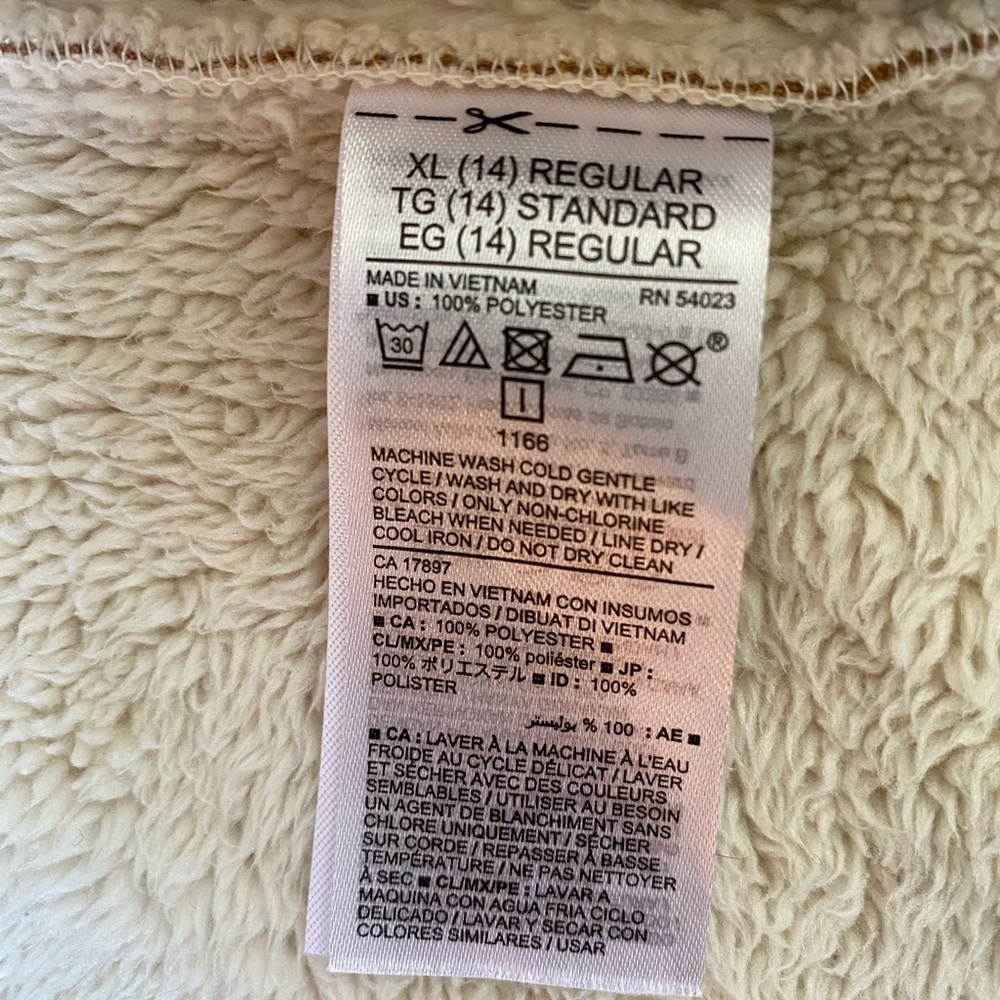 XL (14) REGULAR
TG (14) STANDARD
EG (14) REGULAR
MADE IN VIETNAM RN 54023
■ US : 100% POLYESTER
30 ®
1166
MACHINE WASH COLD GENTLE
CYCLE / WASH AND DRY WITH LIKE
COLORS / ONLY NON-CHLORINE
BLEACH WHEN NEEDED / LINE DRY /
COOL IRON / DO NOT DRY CLEAN
CA 17897
HECHO EN VIETNAM CON INSUMOS
IMPORTADOS / DIBUAT DI VIETNAM
■ CA : 100% POLYESTER ■
CL/MX/PE : 100% poliéster ■ JP :
100% ポリエステル ■ ID : 100%
POLISTER
■ AE : 100 % بوليستر
■ CA : LAVER À LA MACHINE À L'EAU
FROIDE AU CYCLE DÉLICAT / LAVER
ET SÉCHER AVEC DES COULEURS
SEMBLABLES / UTILISER AU BESOIN
UN AGENT DE BLANCHIMENT SANS
CHLORE UNIQUEMENT / SÉCHER
SUR CORDE / REPASSER À BASSE
TEMPÉRATURE / NE PAS NETTOYER
À SEC ■ CL/MX/PE : LAVAR A
MAQUINA CON AGUA FRIA CICLO
DELICADO / LAVAR Y SECAR CON
COLORES SIMILARES / USAR